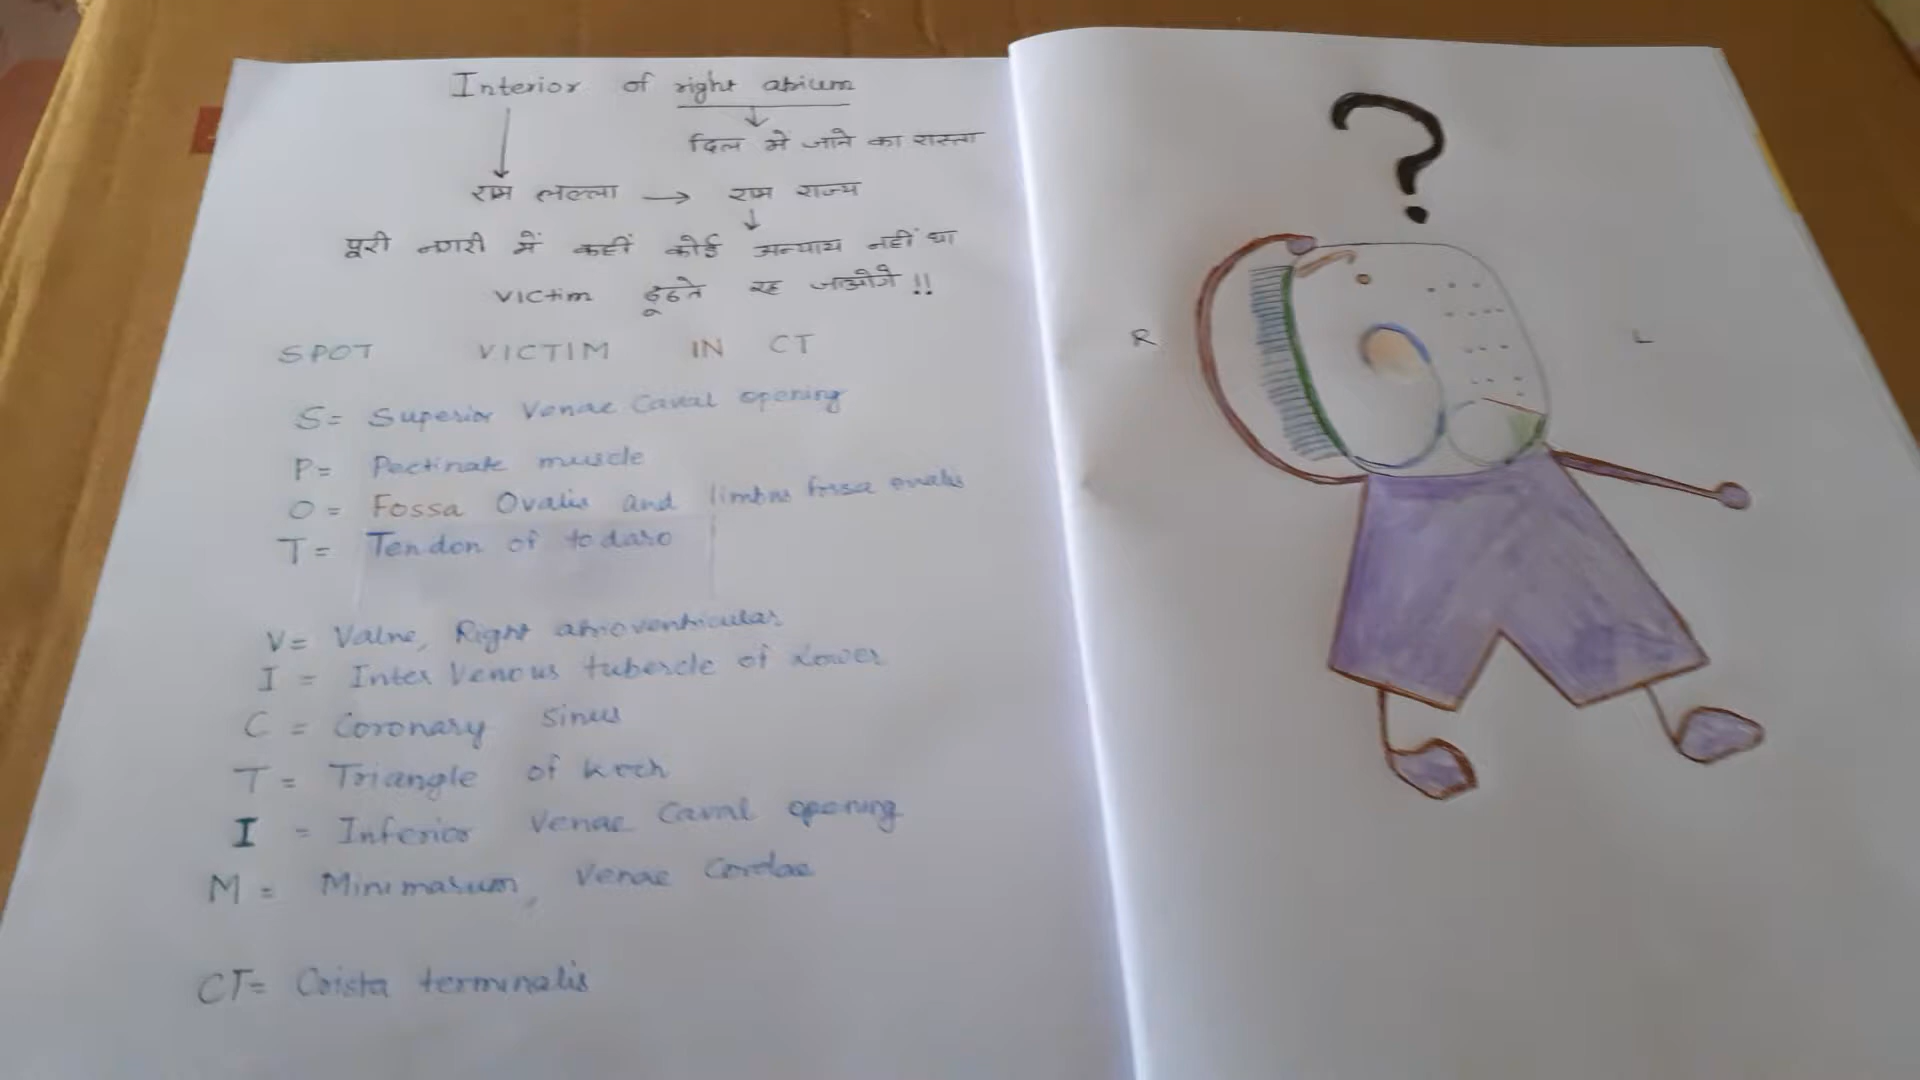 Interior of right atrium
दिल में जाने का रास्ता
राम लल्ला → राम राज्य
पूरी नगरी में कहीं कोई अन्याय नहीं था
VICtim ढूढते रह जाओगे !!
SPOT VICTIM IN CT
S= Superior Venae Caval opening
P= Pectinate muscle
O= Fossa Ovalis and limbus fossa ovalis
T= Tendon of todaro
V= Valne, Right atrioventricular
I = Inter Venous tubercle of Lower
C = Coronary Sinus
T= Triangle of koch
I = Inferior Venae Caval opening
M= Minimarum, Venae Cordae
CT= Crista terminalis
?
R L